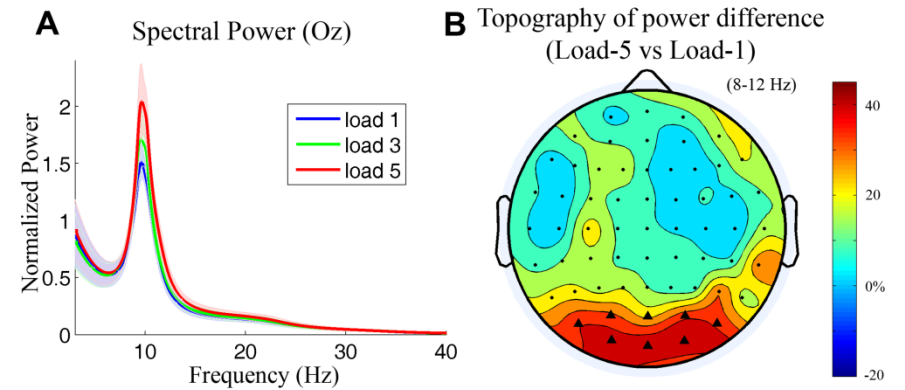 A
Spectral Power (Oz)
Normalized Power
2
1.5
1
0.5
0
load 1
load 3
load 5
10
20
30
40
Frequency (Hz)
B
Topography of power difference
(Load-5 vs Load-1)
(8-12 Hz)
40
20
0%
-20